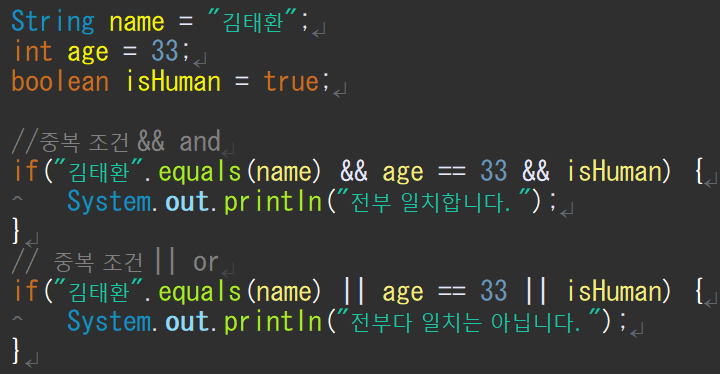 String name = "김태환";
int age = 33;
boolean isHuman = true;
//중복 조건 && and
if("김태환".equals(name) && age == 33 && isHuman) {
System.out.println("전부 일치합니다.");
}
// 중복 조건 || or
if("김태환".equals(name) || age == 33 || isHuman) {
System.out.println("전부다 일치는 아닙니다.");
}